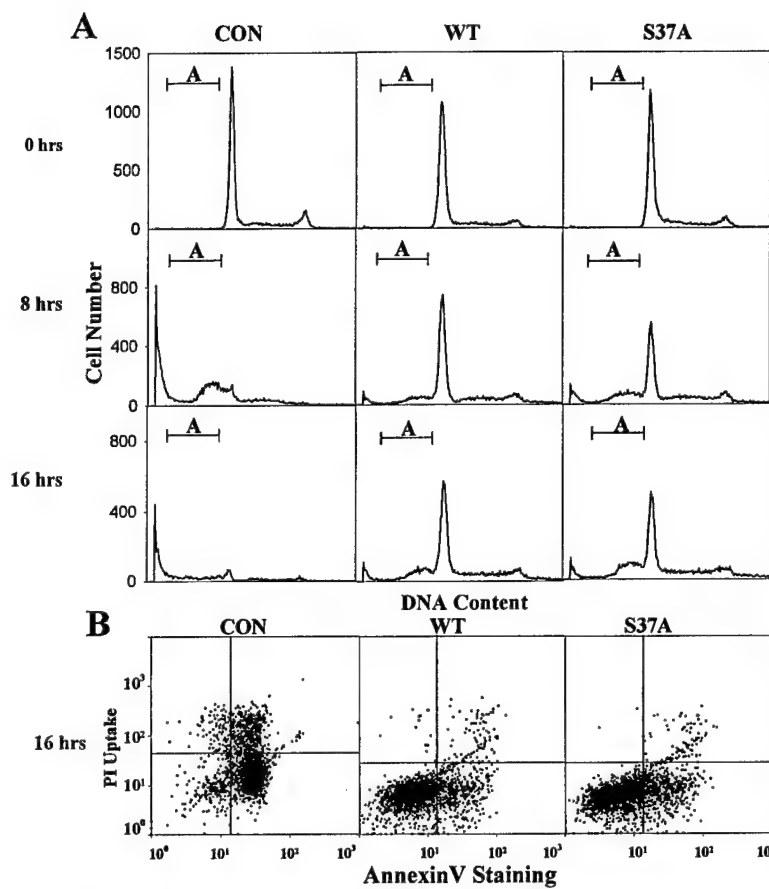 A
CON WT S37A
1500
A A A
1000
0 hrs
500
0
A A A
800
8 hrs
400
0
Cell Number
A A A
800
16 hrs
400
0
DNA Content
B
CON WT S37A
10³
16 hrs
PI Uptake
10²
10¹
10⁰
10⁰ 10¹ 10² 10³ 10¹ 10² 10³ 10¹ 10² 10
AnnexinV Staining